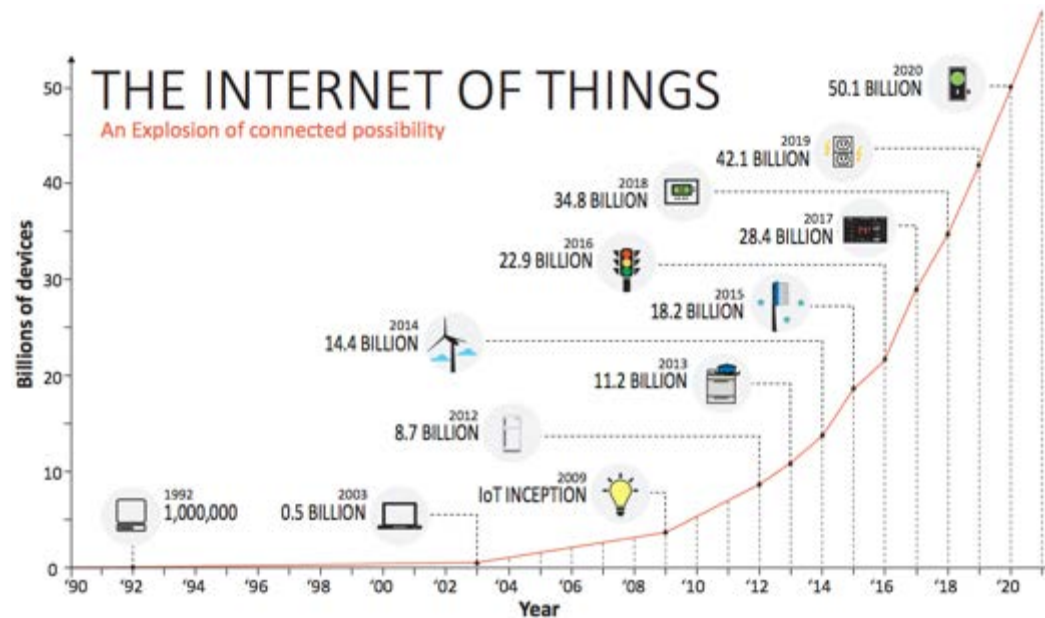 THE INTERNET OF THINGS
An Explosion of connected possibility
2020
50.1 BILLION
2019
42.1 BILLION
2018
34.8 BILLION
2017
28.4 BILLION
2016
22.9 BILLION
2015
18.2 BILLION
2014
14.4 BILLION
2013
11.2 BILLION
2012
8.7 BILLION
2009
IoT INCEPTION
2003
0.5 BILLION
1992
1,000,000
Billions of devices
50
40
30
20
10
0
'90 '92 '94 '96 '98 '00 '02 '04 '06 '08 '10 '12 '14 '16 '18 '20
Year